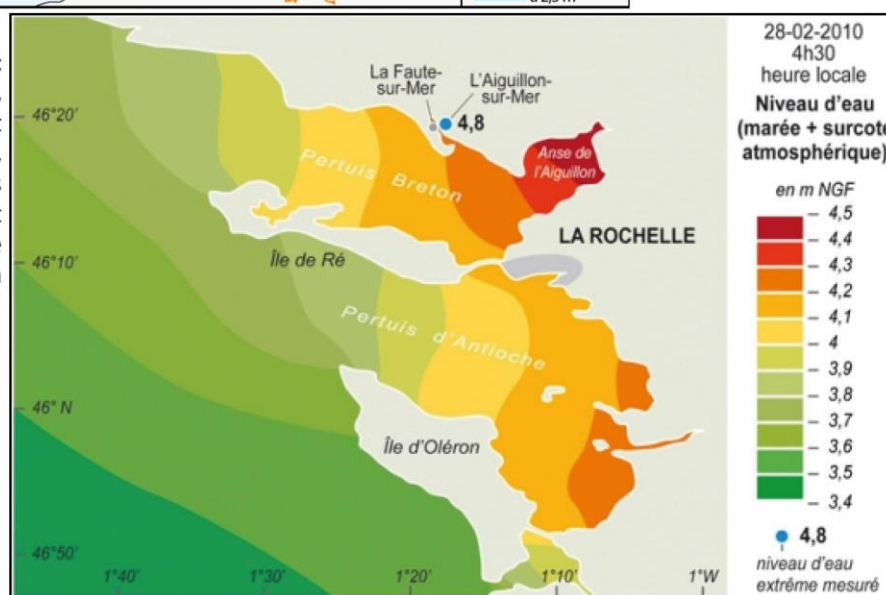 à 2,5 m
28-02-2010
4h30
heure locale
Niveau d'eau
(marée + surcote
atmosphérique)
en m NGF
4,5
4,4
4,3
4,2
4,1
4
3,9
3,8
3,7
3,6
3,5
3,4
4,8
niveau d'eau
extrême mesuré
La Faute-
sur-Mer
L'Aiguillon-
sur-Mer
4,8
Anse de
l'Aiguillon
Pertuis Breton
LA ROCHELLE
Île de Ré
Pertuis d'Antioche
Île d'Oléron
46°20'
46°10'
46° N
46°50'
1°40'
1°30'
1°20'
1°10'
1°W